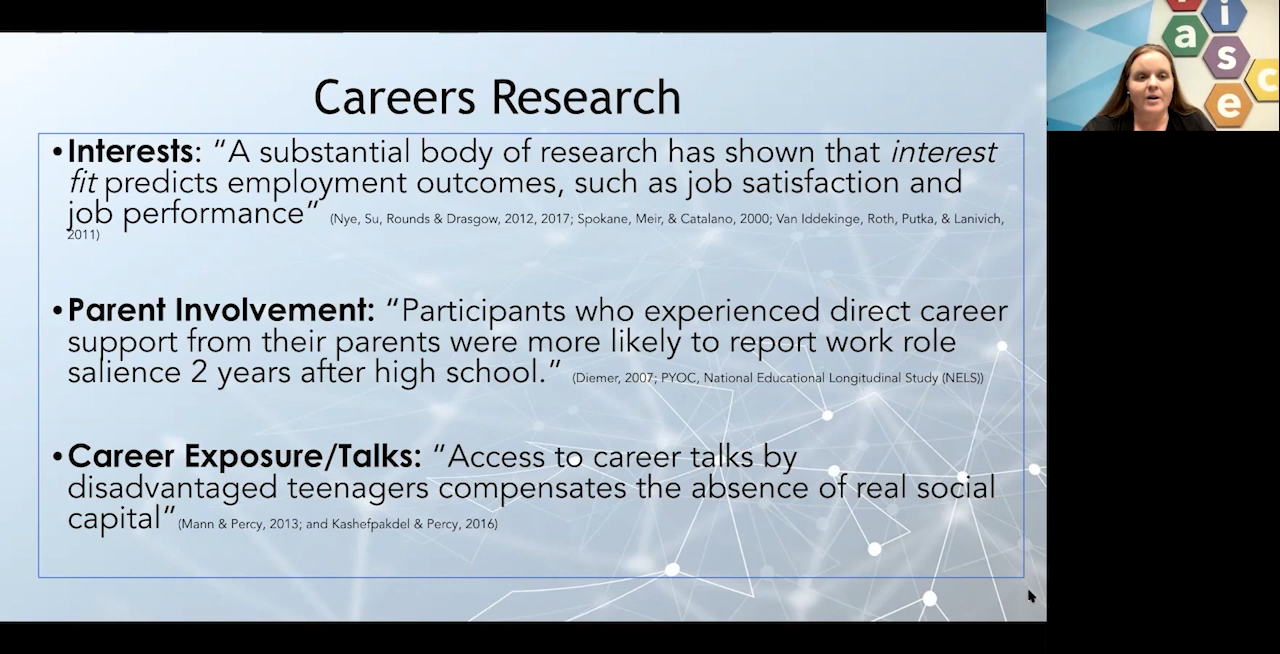 Careers Research
•Interests: “A substantial body of research has shown that interest
fit predicts employment outcomes, such as job satisfaction and
job performance” (Nye, Su, Rounds & Drasgow, 2012, 2017; Spokane, Meir, & Catalano, 2000; Van Iddekinge, Roth, Putka, & Lanivich,
2011)
•Parent Involvement: “Participants who experienced direct career
support from their parents were more likely to report work role
salience 2 years after high school.” (Diemer, 2007; PYOC, National Educational Longitudinal Study (NELS))
•Career Exposure/Talks: “Access to career talks by
disadvantaged teenagers compensates the absence of real social
capital”(Mann & Percy, 2013; and Kashefpakdel & Percy, 2016)
i
a
s
c
e